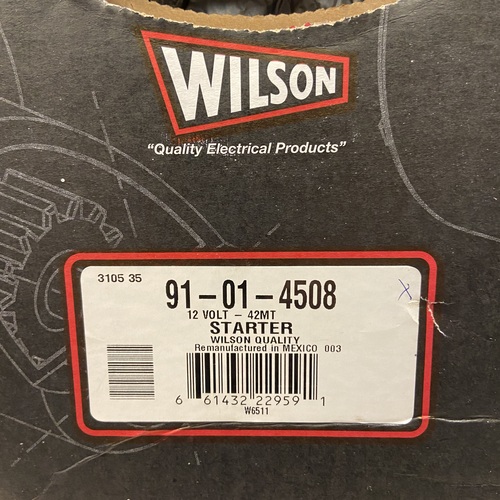 WILSON
"Quality Electrical Products"
3105 35
91-01-4508
12 VOLT - 42MT
STARTER
WILSON QUALITY
Remanufactured in MEXICO 003
6 61432 22959 1
W6511